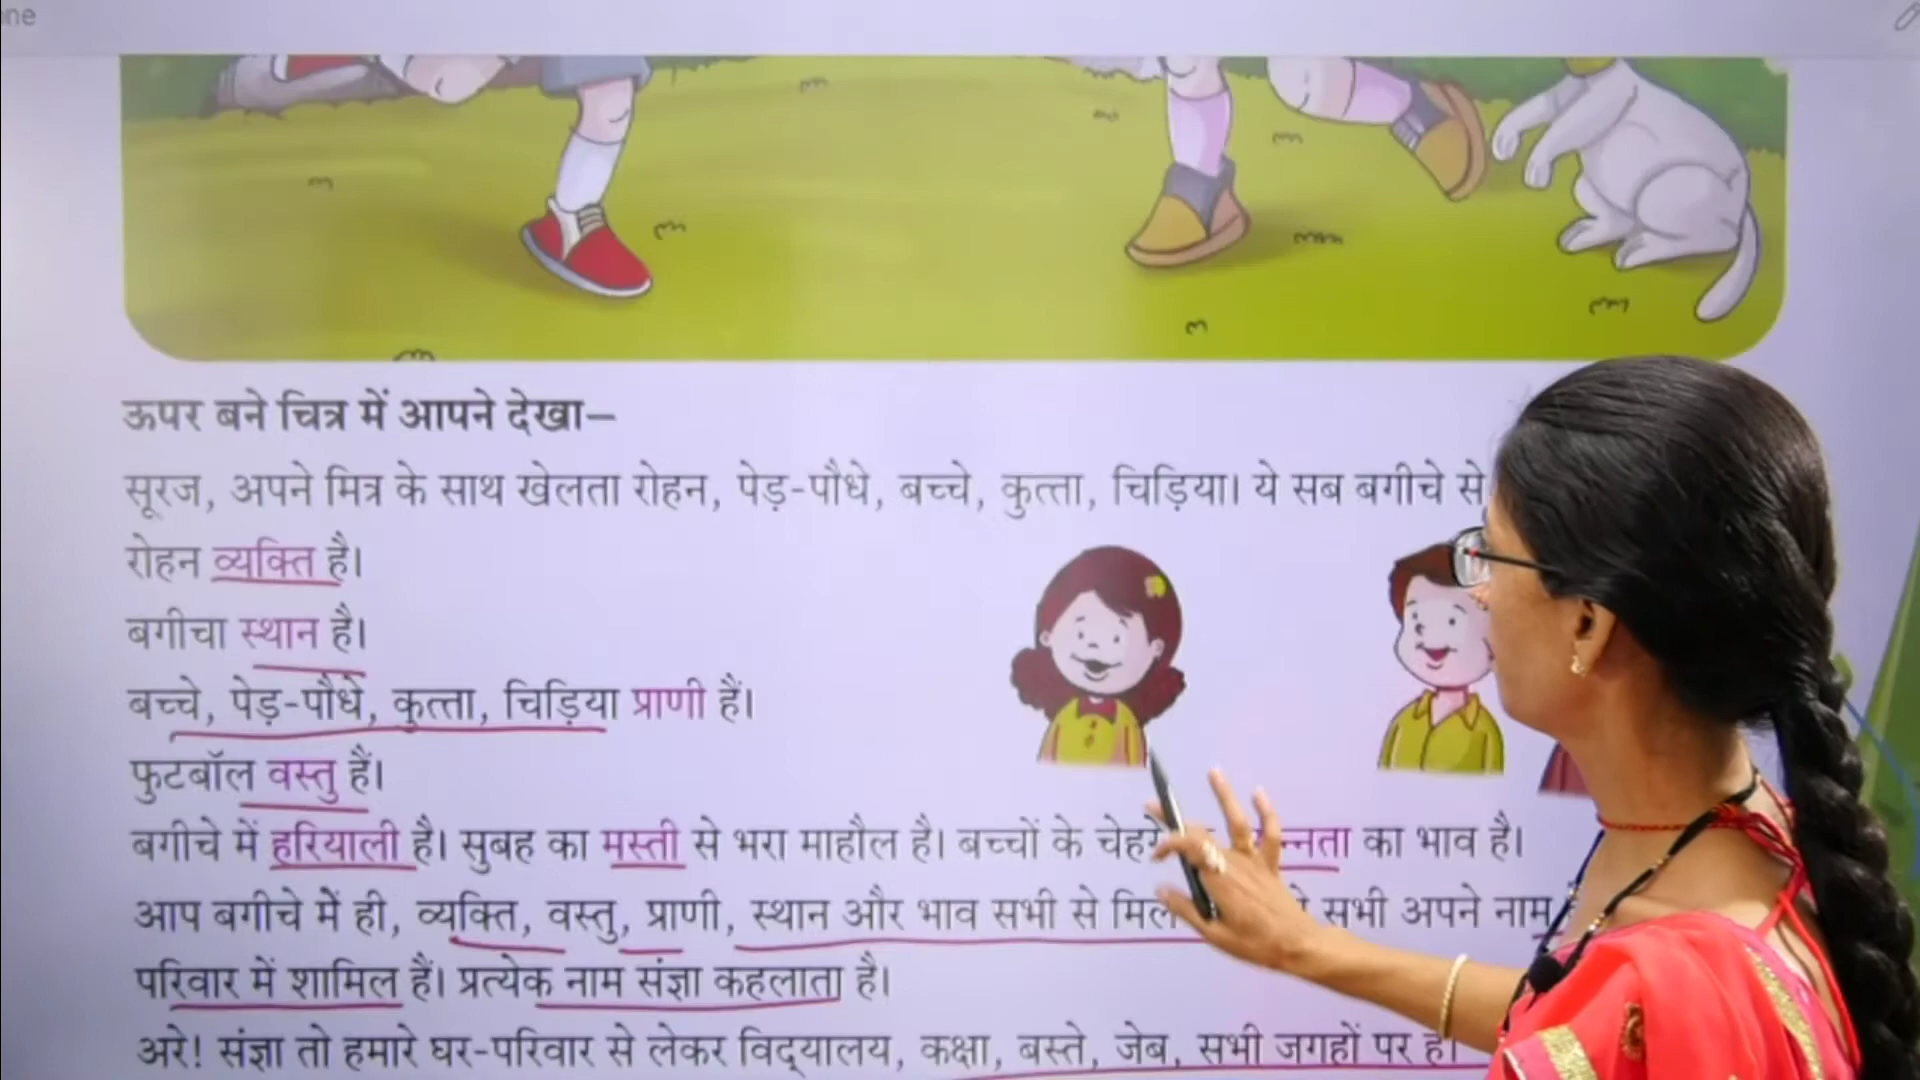 ne
ऊपर बने चित्र में आपने देखा–
सूरज, अपने मित्र के साथ खेलता रोहन, पेड़-पौधे, बच्चे, कुत्ता, चिड़िया। ये सब बगीचे से
रोहन व्यक्ति है।
बगीचा स्थान है।
बच्चे, पेड़-पौधे, कुत्ता, चिड़िया प्राणी हैं।
फुटबॉल वस्तु है।
बगीचे में हरियाली है। सुबह का मस्ती से भरा माहौल है। बच्चों के चेहरे का भाव है।
आप बगीचे में ही, व्यक्ति, वस्तु, प्राणी, स्थान और भाव सभी से मिल सभी अपने नाम
परिवार में शामिल हैं। प्रत्येक नाम संज्ञा कहलाता है।
अरे! संज्ञा तो हमारे घर-परिवार से लेकर विद्यालय, कक्षा, बस्ते, जेब, सभी जगहों पर है।